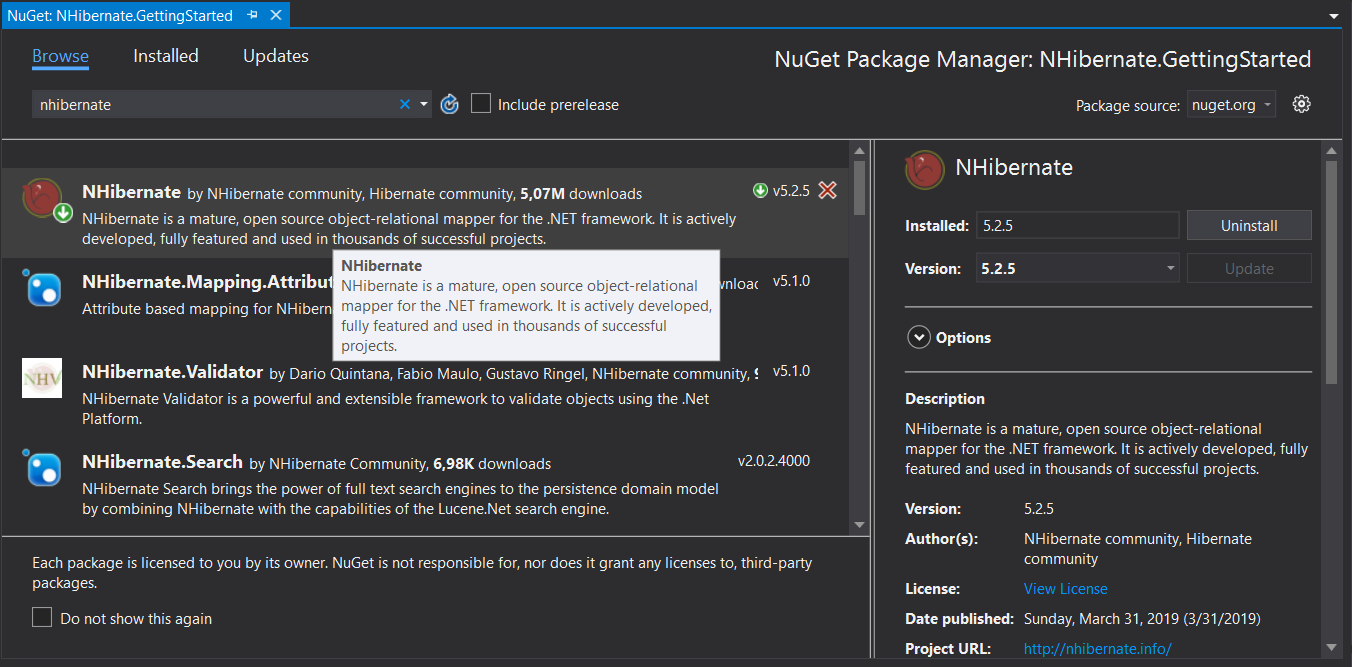 NuGet: NHibernate.GettingStarted
Browse Installed Updates
NuGet Package Manager: NHibernate.GettingStarted
nhibernate
Include prerelease
Package source: nuget.org
NHibernate by NHibernate community, Hibernate community, 5,07M downloads
v5.2.5
NHibernate is a mature, open source object-relational mapper for the .NET framework. It is actively
developed, fully featured and used in thousands of successful projects.
NHibernate
NHibernate is a mature, open source object-relational
mapper for the .NET framework. It is actively developed,
fully featured and used in thousands of successful
projects.
NHibernate.Mapping.Attribut
v5.1.0
Attribute based mapping for NHibern
NHibernate.Validator by Dario Quintana, Fabio Maulo, Gustavo Ringel, NHibernate community,
v5.1.0
NHibernate Validator is a powerful and extensible framework to validate objects using the .Net
Platform.
NHV
NHibernate.Search by NHibernate Community, 6,98K downloads
v2.0.2.4000
NHibernate Search brings the power of full text search engines to the persistence domain model
by combining NHibernate with the capabilities of the Lucene.Net search engine.
Each package is licensed to you by its owner. NuGet is not responsible for, nor does it grant any licenses to, third-party
packages.
Do not show this again
NHibernate
Installed: 5.2.5 Uninstall
Version: 5.2.5 Update
Options
Description
NHibernate is a mature, open source object-relational
mapper for the .NET framework. It is actively developed, fully
featured and used in thousands of successful projects.
Version: 5.2.5
Author(s): NHibernate community, Hibernate
community
License: View License
Date published: Sunday, March 31, 2019 (3/31/2019)
Project URL: http://nhibernate.info/